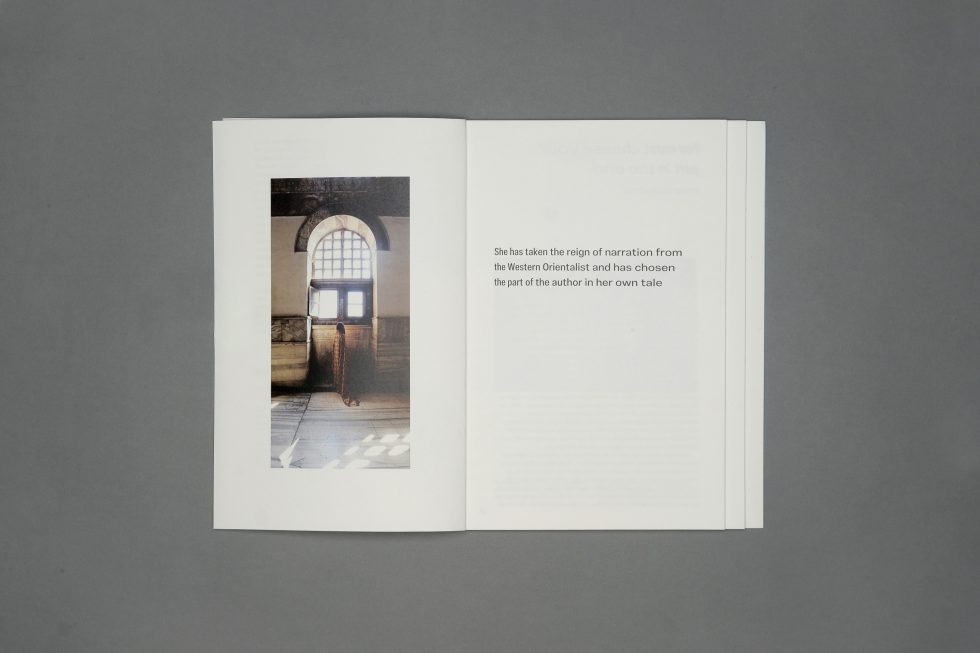 She has taken the reign of narration from
the Western Orientalist and has chosen
the part of the author in her own tale